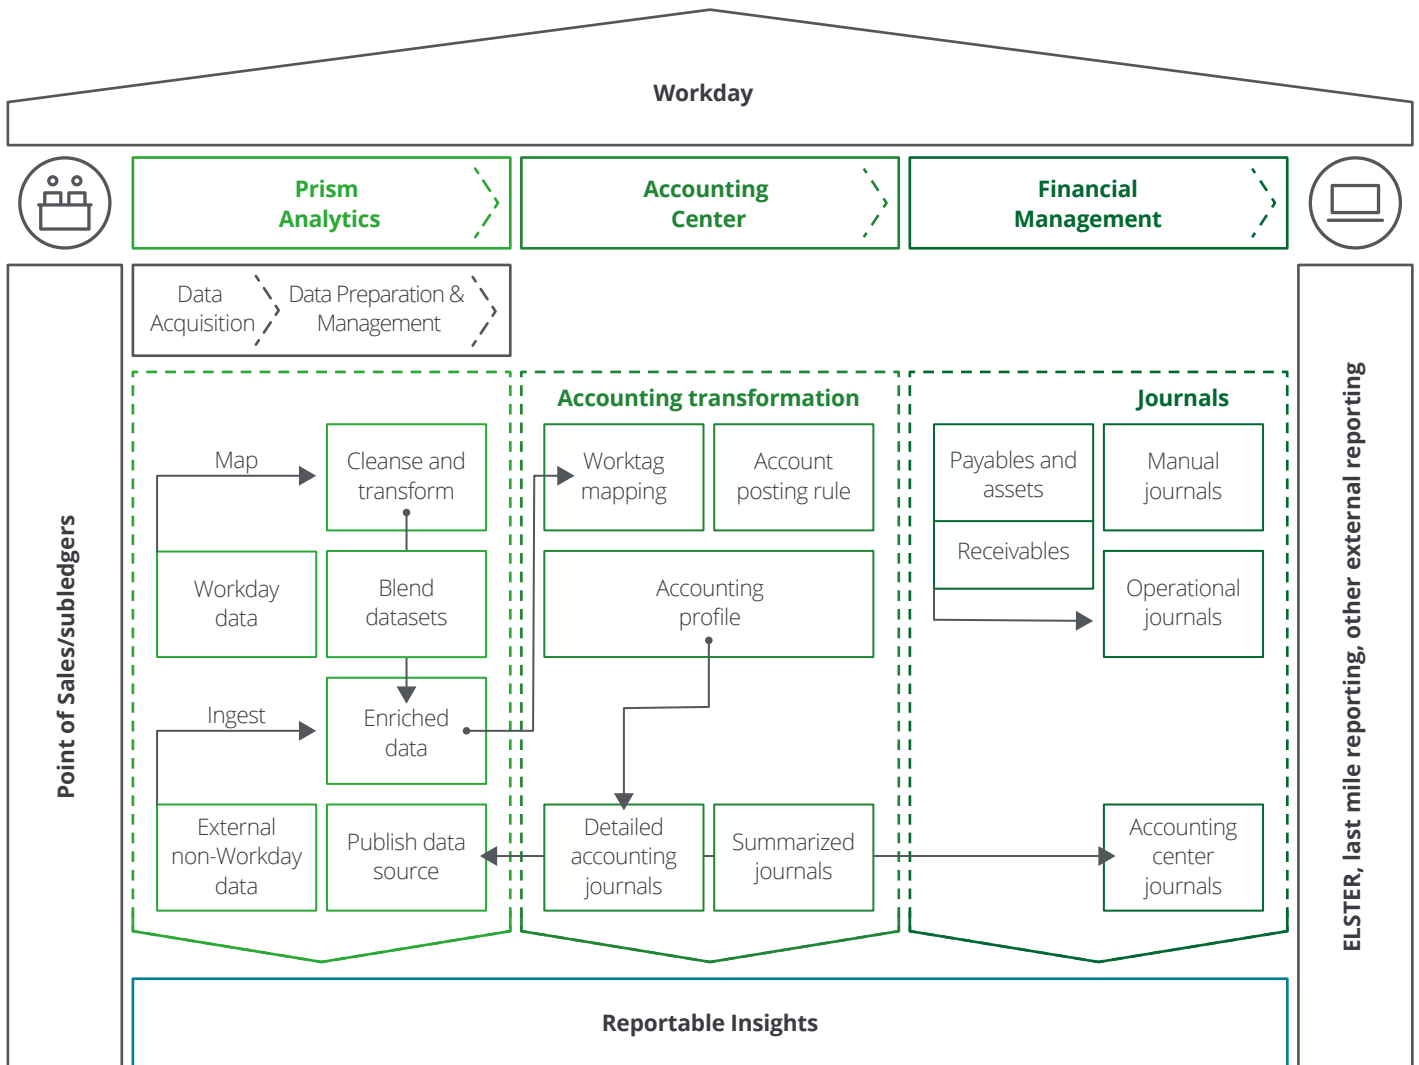 Workday
Prism
Analytics
Accounting
Center
Financial
Management
Data
Acquisition
Data Preparation &
Management
Point of Sales/subledgers
Map
Cleanse and
transform
Workday
data
Blend
datasets
Ingest
Enriched
data
External
non-Workday
data
Publish data
source
Accounting transformation
Worktag
mapping
Account
posting rule
Accounting
profile
Detailed
accounting
journals
Summarized
journals
Journals
Payables and
assets
Receivables
Manual
journals
Operational
journals
Accounting
center
journals
ELSTER, last mile reporting, other external reporting
Reportable Insights